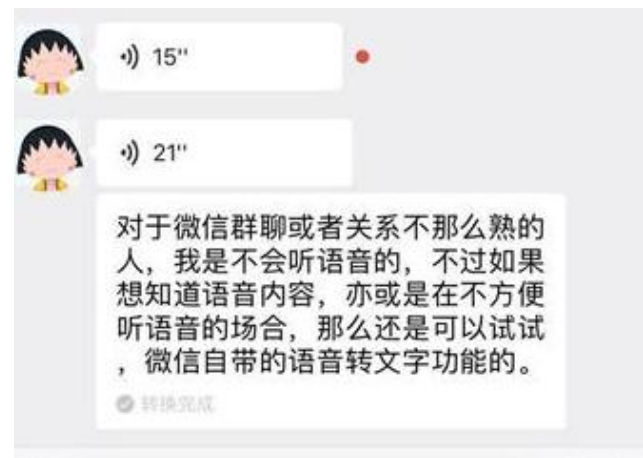 15"
21"
对于微信群聊或者关系不那么熟的
人，我是不会听语音的，不过如果
想知道语音内容，亦或是在不方便
听语音的场合，那么还是可以试试
，微信自带的语音转文字功能的。
转换完成